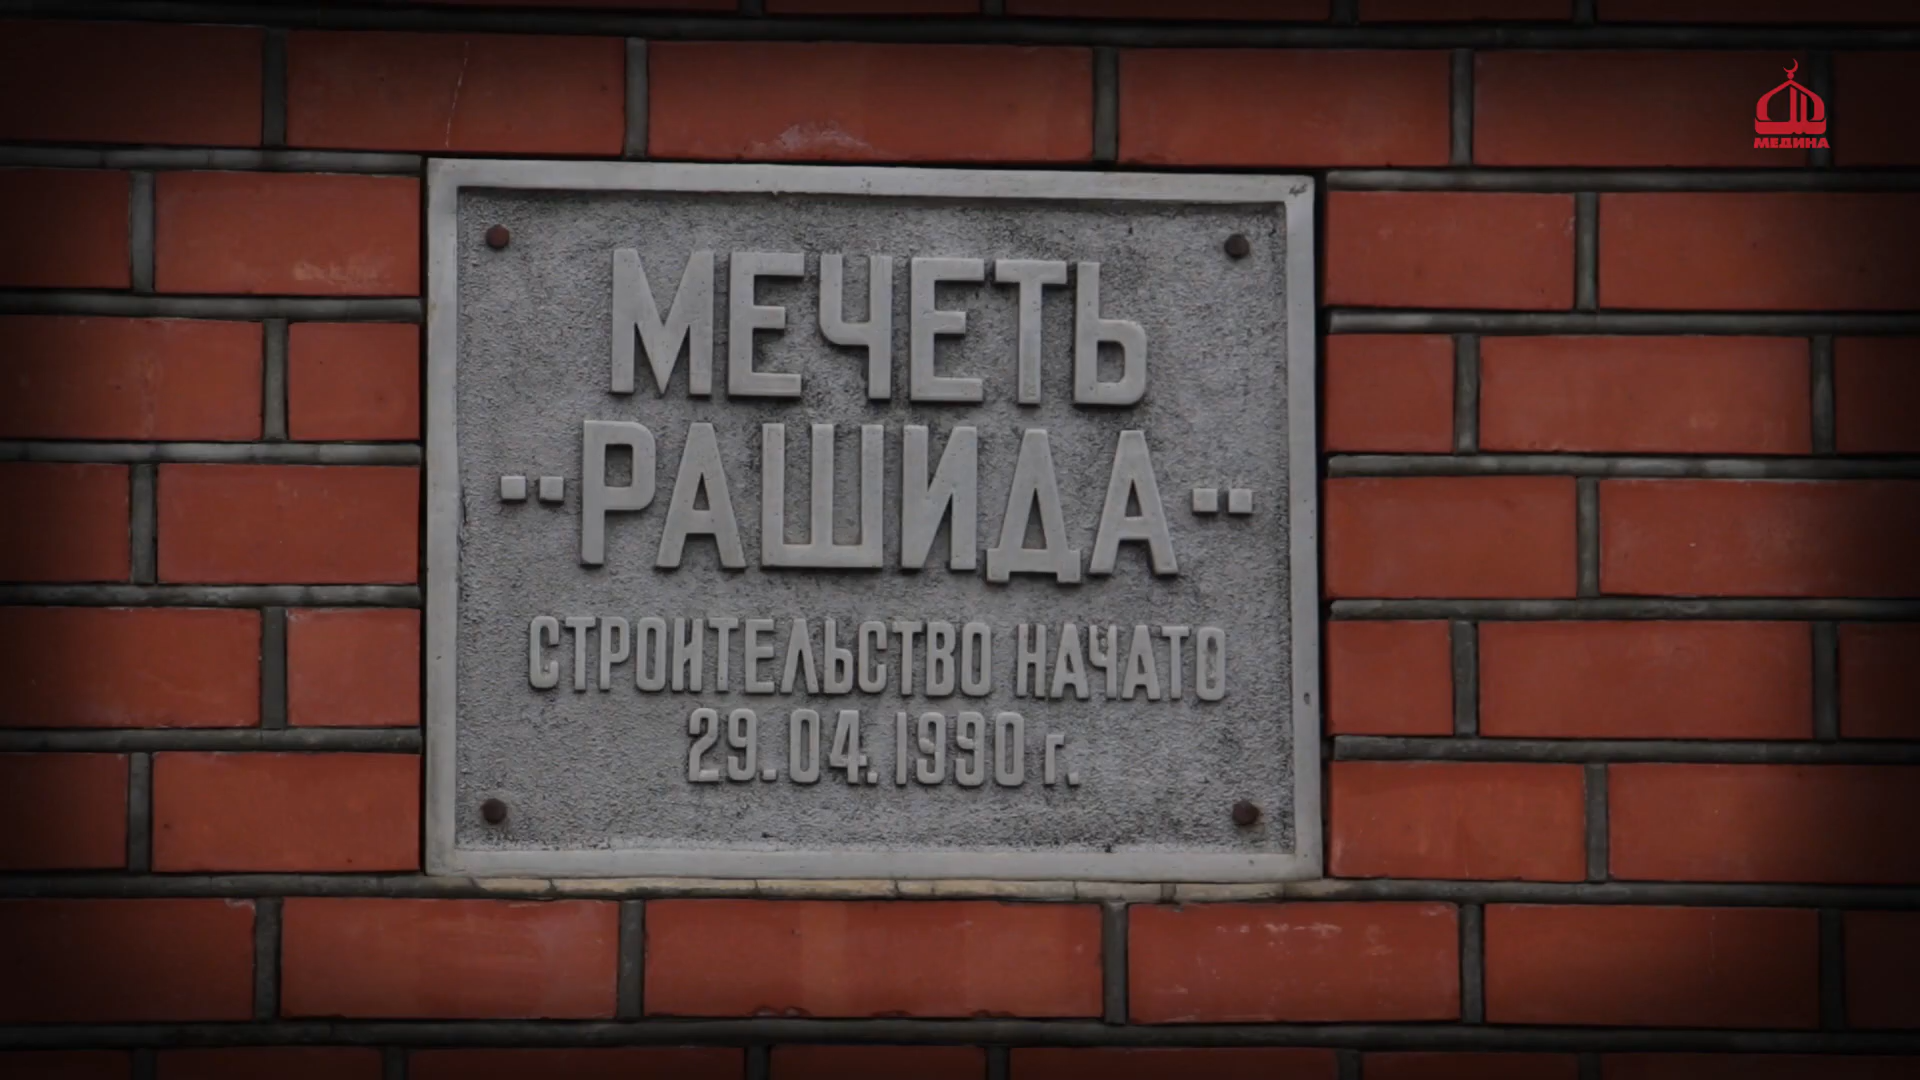 МЕДИНА
МЕЧЕТЬ
"РАШИДА"
СТРОИТЕЛЬСТВО НАЧАТО
29.04.1990 г.